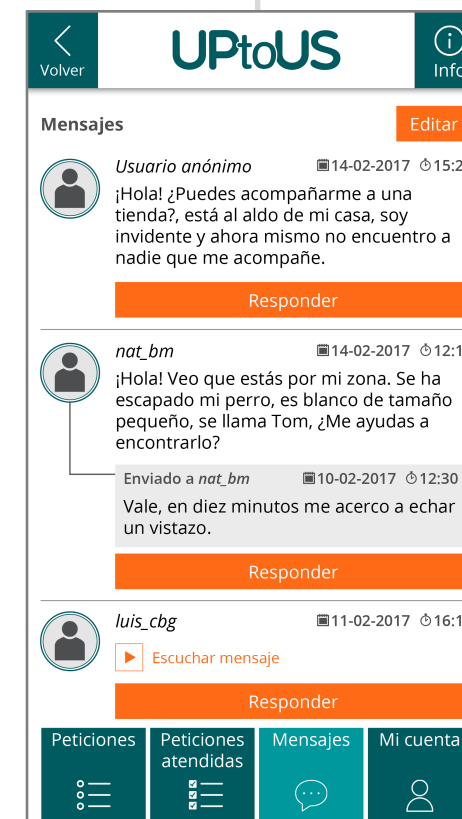 Volver
UPtoUS
Info
Mensajes
Editar
Usuario anónimo 14-02-2017 15:2
¡Hola! ¿Puedes acompañarme a una
tienda?, está al aldo de mi casa, soy
invidente y ahora mismo no encuentro a
nadie que me acompañe.
Responder
nat_bm 14-02-2017 12:1
¡Hola! Veo que estás por mi zona. Se ha
escapado mi perro, es blanco de tamaño
pequeño, se llama Tom, ¿Me ayudas a
encontrarlo?
Enviado a nat_bm 10-02-2017 12:30
Vale, en diez minutos me acerco a echar
un vistazo.
Responder
luis_cbg 11-02-2017 16:1
Escuchar mensaje
Responder
Peticiones
Peticiones
atendidas
Mensajes
Mi cuenta